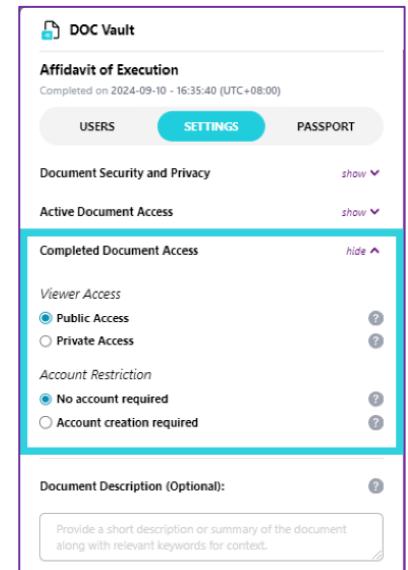 DOC Vault
Affidavit of Execution
Completed on 2024-09-10 - 16:35:40 (UTC+08:00)
USERS SETTINGS PASSPORT
Document Security and Privacy show
Active Document Access show
Completed Document Access hide
Viewer Access
Public Access ?
Private Access ?
Account Restriction
No account required ?
Account creation required ?
Document Description (Optional): ?
Provide a short description or summary of the document
along with relevant keywords for context.